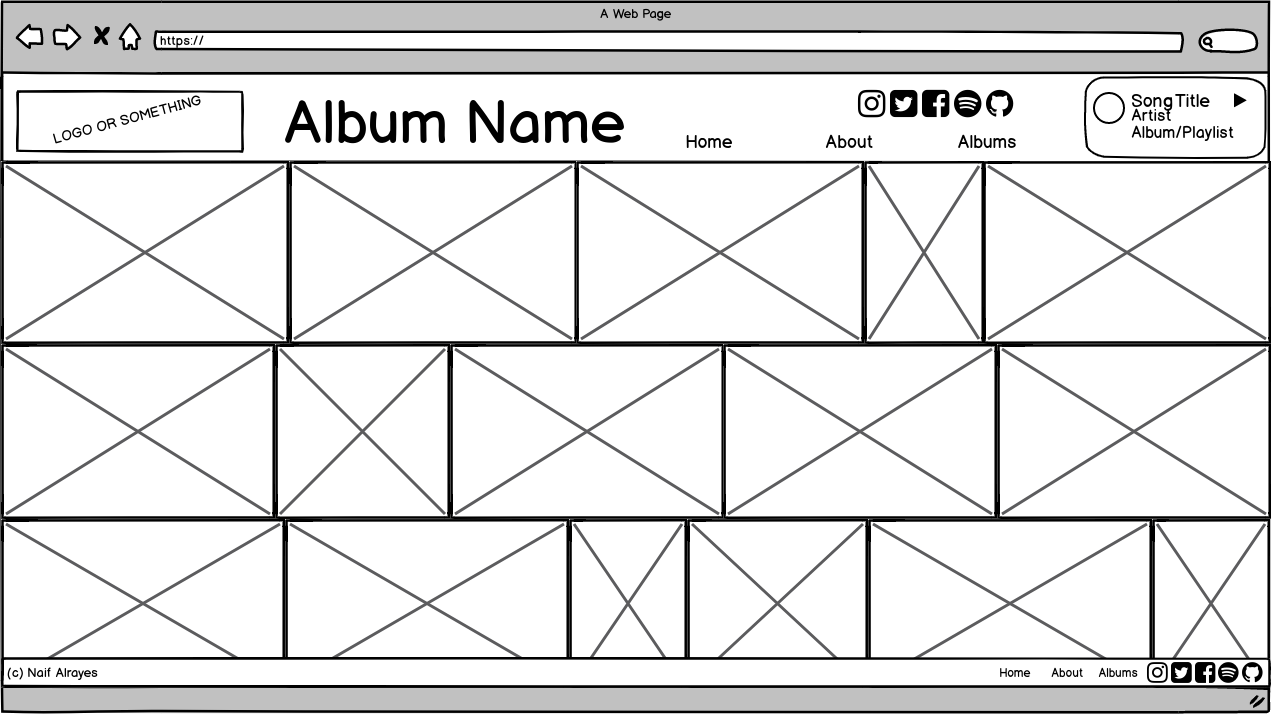 A Web Page
https://
LOGO OR SOMETHING
Album Name
Home About Albums
Song Title
Artist
Album/Playlist
(c) Naif Alrayes
Home About Albums